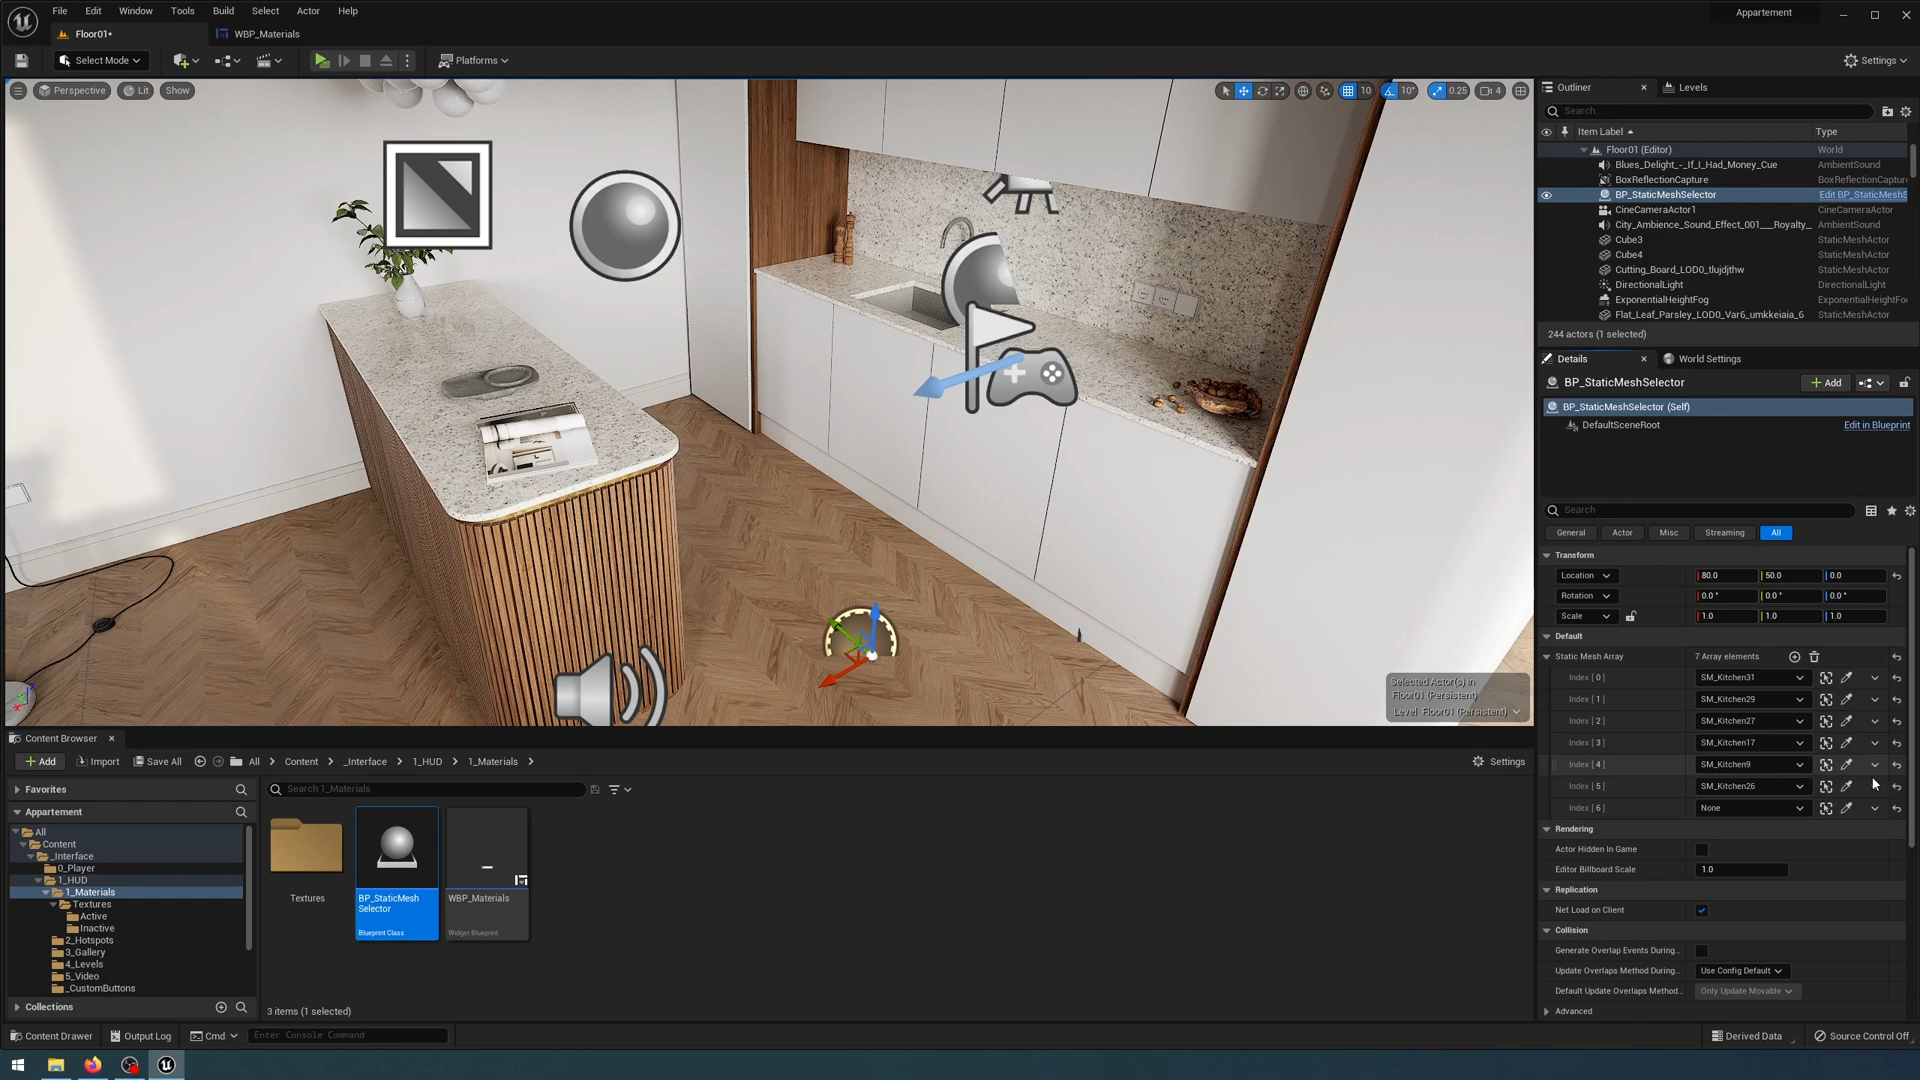 File Edit Window Tools Build Select Actor Help
Appartement
Floor01•
WBP_Materials
Select Mode
Platforms
Settings
Perspective
Lit
Show
10
10°
0.25
4
Selected Actor(s) in
Floor01 (Persistent)
Level Floor01 (Persistent)
Outliner
Levels
Search...
Item Label
Type
Floor01 (Editor) World
Blues_Delight_-_If_I_Had_Money_Cue AmbientSound
BoxReflectionCapture BoxReflectionCapture
BP_StaticMeshSelector Edit BP_StaticMeshS
CineCameraActor1 CineCameraActor
City_Ambience_Sound_Effect_001___Royalty_ AmbientSound
Cube3 StaticMeshActor
Cube4 StaticMeshActor
Cutting_Board_LOD0_tlujdjthw StaticMeshActor
DirectionalLight DirectionalLight
ExponentialHeightFog ExponentialHeightFo
Flat_Leaf_Parsley_LOD0_Var6_umkkeiaia_6 StaticMeshActor
244 actors (1 selected)
Details
World Settings
BP_StaticMeshSelector
Add
BP_StaticMeshSelector (Self)
DefaultSceneRoot
Edit in Blueprint
Search
General Actor Misc Streaming All
Transform
Location 80.0 50.0 0.0
Rotation 0.0° 0.0° 0.0°
Scale 1.0 1.0 1.0
Default
Static Mesh Array 7 Array elements
Index [ 0 ] SM_Kitchen31
Index [ 1 ] SM_Kitchen29
Index [ 2 ] SM_Kitchen27
Index [ 3 ] SM_Kitchen17
Index [ 4 ] SM_Kitchen9
Index [ 5 ] SM_Kitchen26
Index [ 6 ] None
Rendering
Actor Hidden In Game
Editor Billboard Scale 1.0
Replication
Net Load on Client
Collision
Generate Overlap Events During...
Update Overlaps Method During... Use Config Default
Default Update Overlaps Method... Only Update Movable
Advanced
Content Browser
Add
Import
Save All
All
Content
_Interface
1_HUD
1_Materials
Settings
Favorites
Appartement
All
Content
_Interface
0_Player
1_HUD
1_Materials
Textures
Active
Inactive
2_Hotspots
3_Gallery
4_Levels
5_Video
_CustomButtons
Collections
Search 1_Materials
Textures
BP_StaticMesh
Selector
Blueprint Class
WBP_Materials
Widget Blueprint
3 items (1 selected)
Content Drawer
Output Log
Cmd
Enter Console Command
Derived Data
Source Control Off